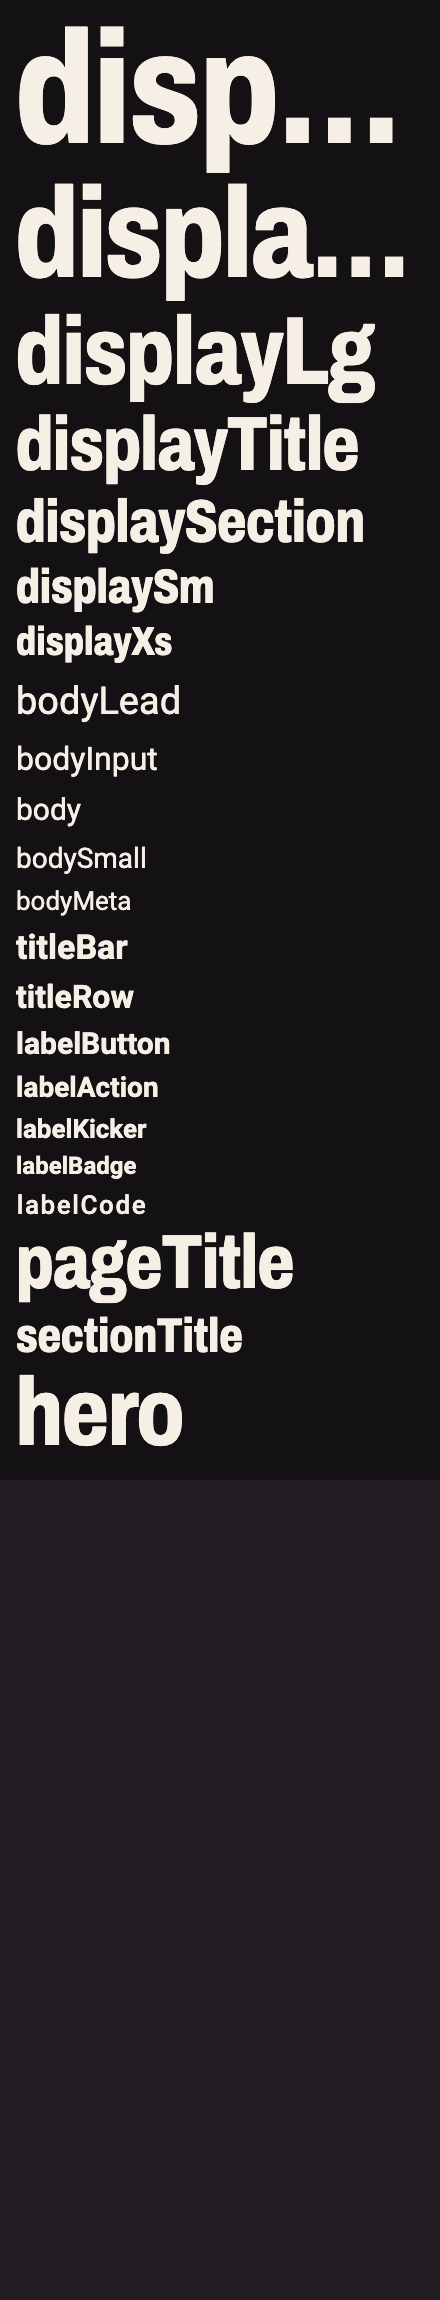 disp...
displa...
displayLg
displayTitle
displaySection
displaySm
displayXs
bodyLead
bodyInput
body
bodySmall
bodyMeta
titleBar
titleRow
labelButton
labelAction
labelKicker
labelBadge
labelCode
pageTitle
sectionTitle
hero